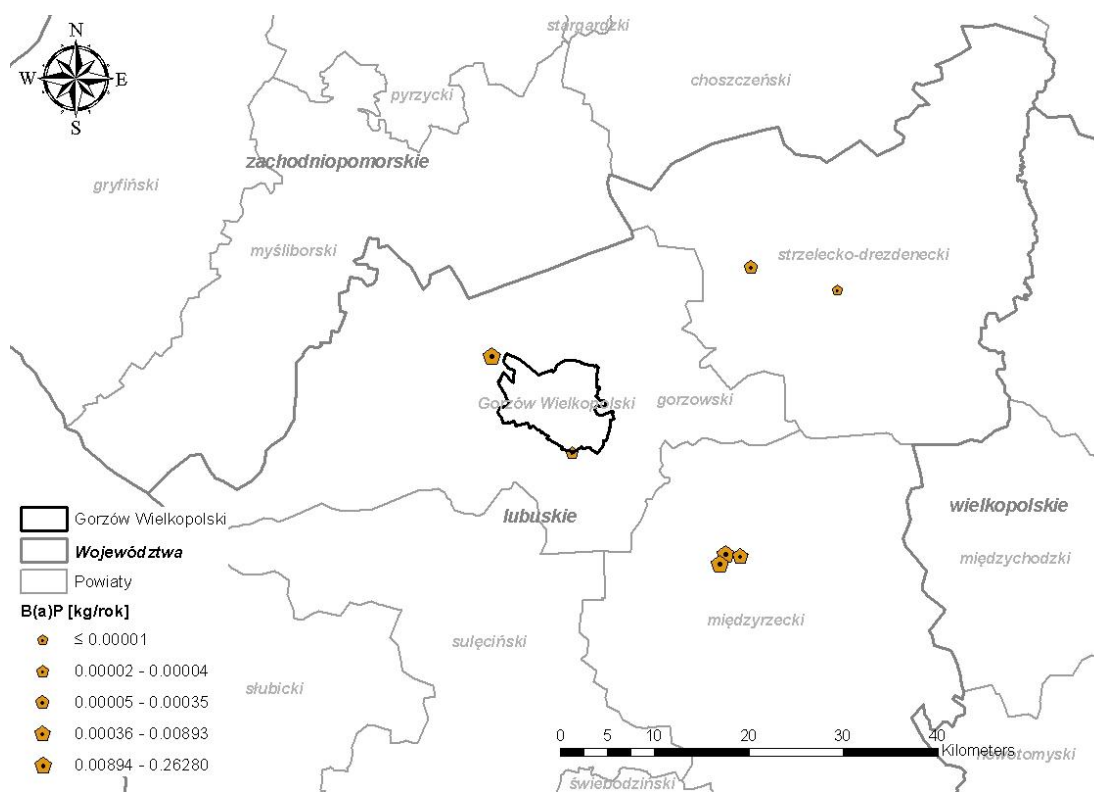 N
W E
S
stargardzki
choszczeński
pyrzycki
zachodniopomorskie
gryfiński
myśliborski
strzelecko-drezdenecki
Gorzów Wielkopolski
gorzowski
lubuskie
wielkopolskie
międzychodzki
międzyrzecki
sulęciński
słubicki
świebodziński
nowotomyski
Gorzów Wielkopolski
Województwa
Powiaty
B(a)P [kg/rok]
≤ 0.00001
0.00002 - 0.00004
0.00005 - 0.00035
0.00036 - 0.00893
0.00894 - 0.26280
0 5 10 20 30 40
Kilometers